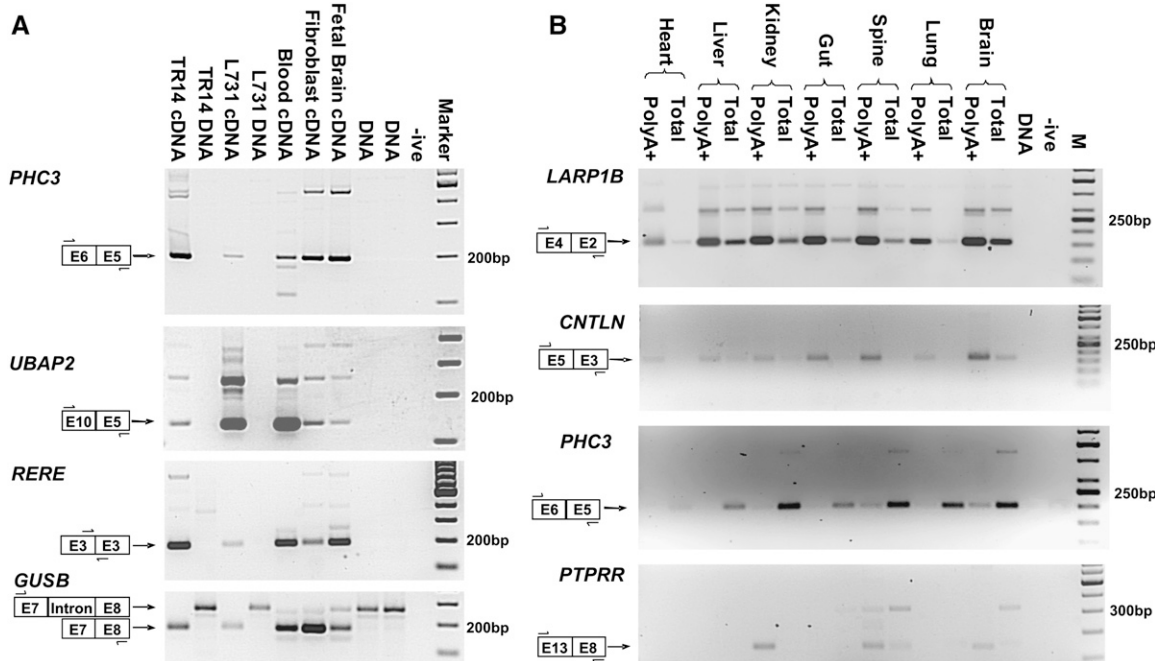 A
TR14 cDNA
TR14 DNA
L731 cDNA
L731 DNA
Blood cDNA
Fibroblast cDNA
Fetal Brain cDNA
DNA
DNA
-ive
Marker
PHC3
E6 E5
200bp
UBAP2
200bp
E10 E5
RERE
E3 E3
200bp
GUSB
E7 Intron E8
E7 E8
200bp
B
Heart
Liver
Kidney
Gut
Spine
Lung
Brain
PolyA+
Total
PolyA+
Total
PolyA+
Total
PolyA+
Total
PolyA+
Total
PolyA+
Total
PolyA+
Total
DNA
-ive
M
LARP1B
250bp
E4 E2
CNTLN
250bp
E5 E3
PHC3
250bp
E6 E5
PTPRR
300bp
E13 E8